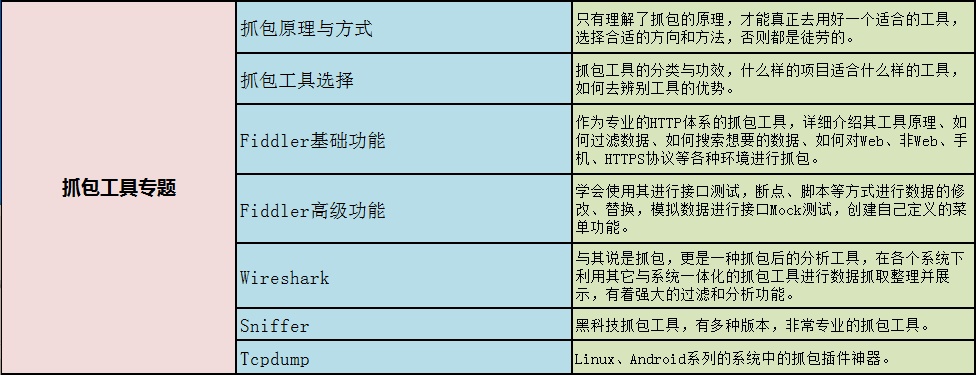 抓包工具专题
抓包原理与方式
只有理解了抓包的原理，才能真正去用好一个适合的工具，
选择合适的方向和方法，否则都是徒劳的。
抓包工具选择
抓包工具的分类与功效，什么样的项目适合什么样的工具，
如何去辨别工具的优势。
Fiddler基础功能
作为专业的HTTP体系的抓包工具，详细介绍其工具原理、如
何过滤数据、如何搜索想要的数据、如何对Web、非Web、手
机、HTTPS协议等各种环境进行抓包。
Fiddler高级功能
学会使用其进行接口测试，断点、脚本等方式进行数据的修
改、替换，模拟数据进行接口Mock测试，创建自己定义的菜
单功能。
Wireshark
与其说是抓包，更是一种抓包后的分析工具，在各个系统下
利用其它与系统一体化的抓包工具进行数据抓取整理并展
示，有着强大的过滤和分析功能。
Sniffer
黑科技抓包工具，有多种版本，非常专业的抓包工具。
Tcpdump
Linux、Android系列的系统中的抓包插件神器。